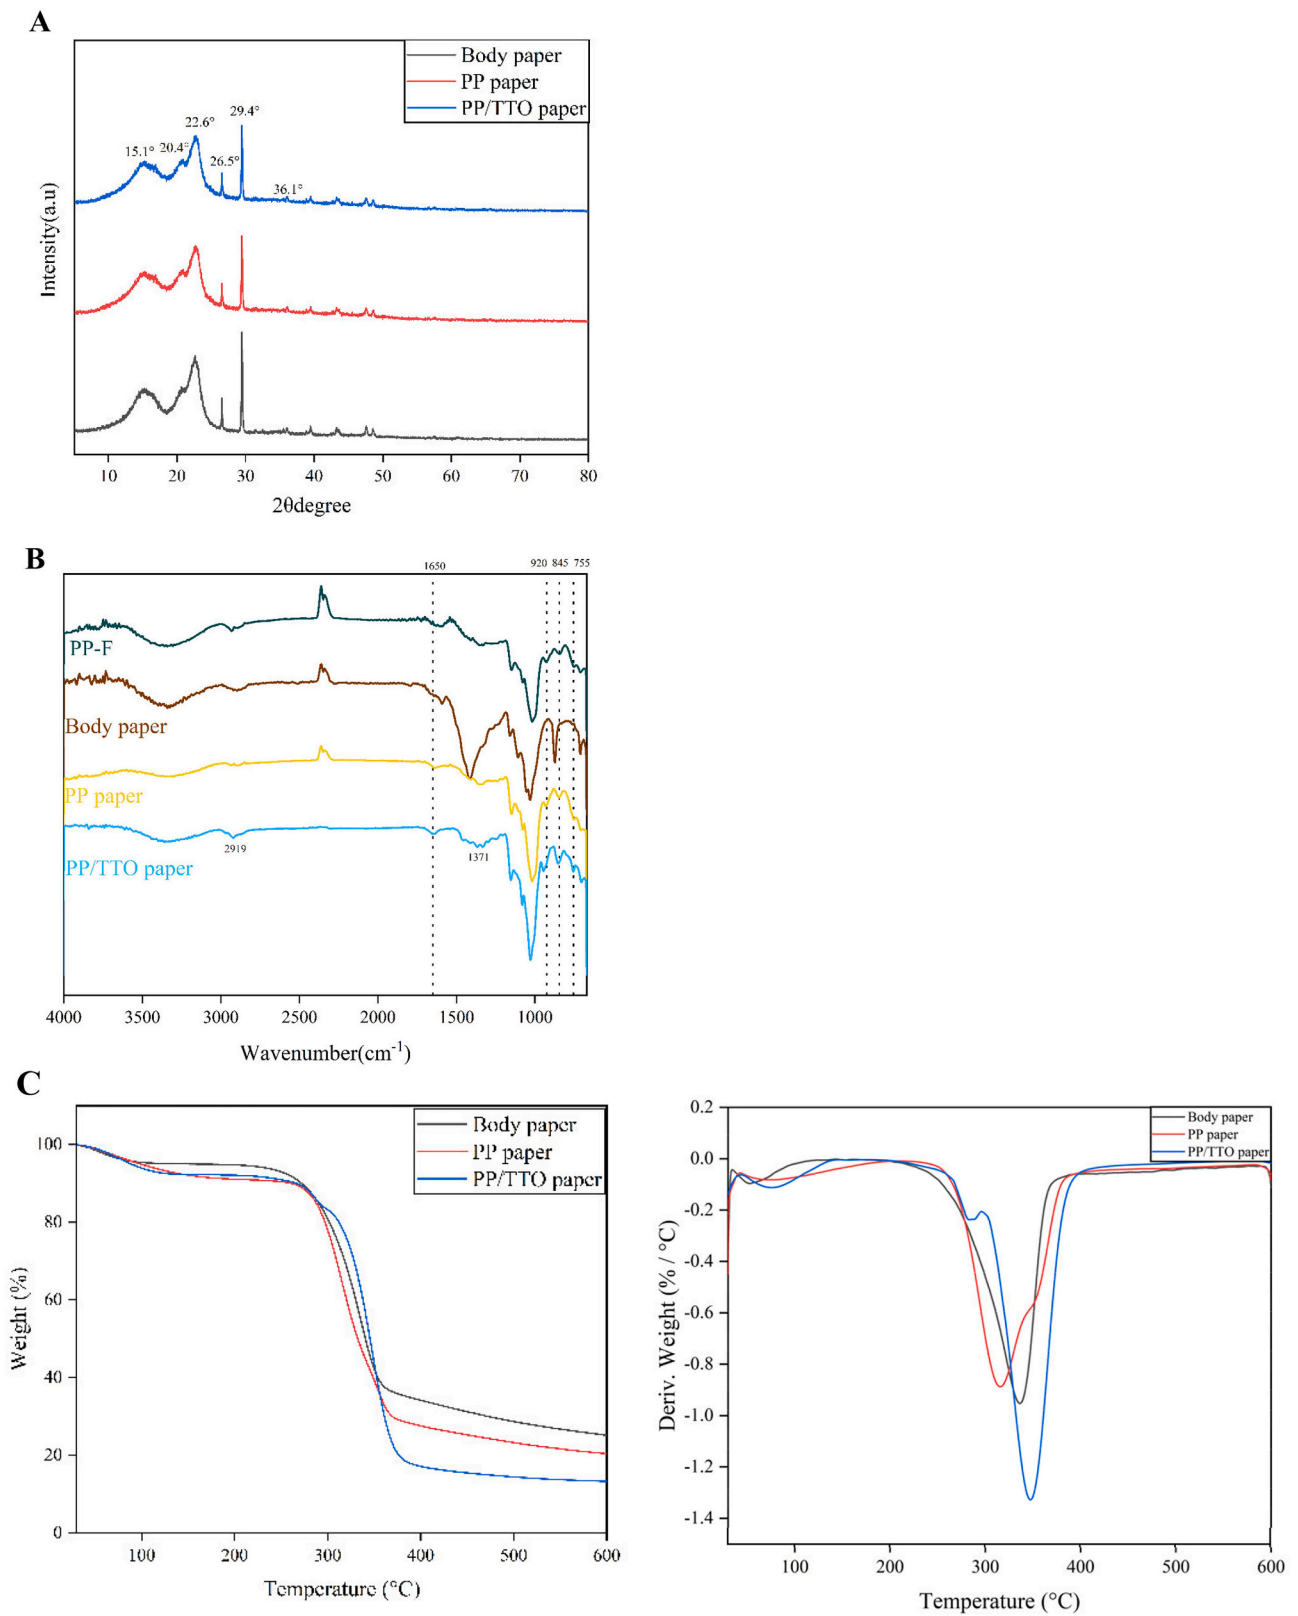 A
Body paper
PP paper
PP/TTO paper
15.1°
20.4°
22.6°
26.5°
29.4°
36.1°
Intensity(a.u)
10
20
30
40
50
60
70
80
2θdegree
B
1650
920
845
755
PP-F
Body paper
PP paper
PP/TTO paper
2919
1371
4000
3500
3000
2500
2000
1500
1000
Wavenumber(cm⁻¹)
C
Body paper
PP paper
PP/TTO paper
100
80
60
40
20
0
Weight (%)
100
200
300
400
500
600
Temperature (°C)
Body paper
PP paper
PP/TTO paper
0.2
0.0
-0.2
-0.4
-0.6
-0.8
-1.0
-1.2
-1.4
Deriv. Weight (% / °C)
100
200
300
400
500
600
Temperature (°C)